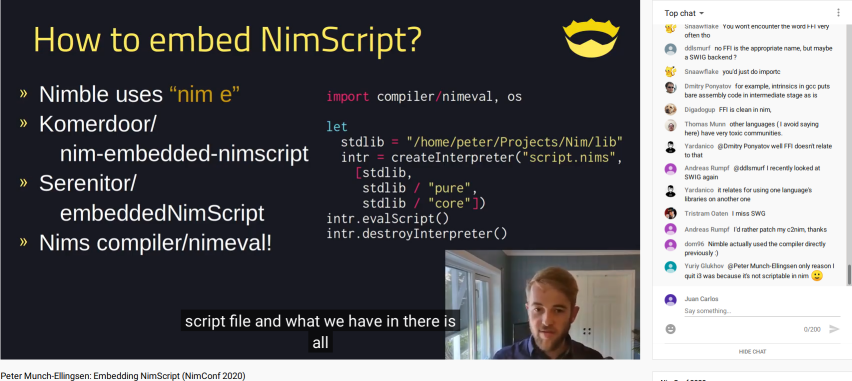 How to embed NimScript?
» Nimble uses “nim e”
» Komerdoor/
nim-embedded-nimscript
» Serenitor/
embeddedNimScript
» Nims compiler/nimeval!
import compiler/nimeval, os
let
stdlib = "/home/peter/Projects/Nim/lib"
intr = createInterpreter("script.nims",
[stdlib,
stdlib / "pure",
stdlib / "core"])
intr.evalScript()
intr.destroyInterpreter()
script file and what we have in there is
all
Peter Munch-Ellingsen: Embedding NimScript (NimConf 2020)
Top chat
Snaawflake You won't encounter the word FFI very
often tho
ddlsmurf no FFI is the appropriate name, but maybe
a SWIG backend ?
Snaawflake you'd just do importc
Dmitry Ponyatov for example, intrinsics in gcc puts
bare assembly code in intermediate stage as is
Digadogup FFI is clean in nim,
Thomas Munn other languages ( I avoid saying
here) have very toxic communities.
Yardanico @Dmitry Ponyatov well FFI doesn't relate
to that
Andreas Rumpf @ddlsmurf I recently looked at
SWIG again
Yardanico it relates for using one language's
libraries on another one
Tristram Oaten I miss SWG
Andreas Rumpf I'd rather patch my c2nim, thanks
dom96 Nimble actually used the compiler directly
previously :)
Yuriy Glukhov @Peter Munch-Ellingsen only reason I
quit i3 was because it's not scriptable in nim
Juan Carlos
Say something...
0/200
HIDE CHAT